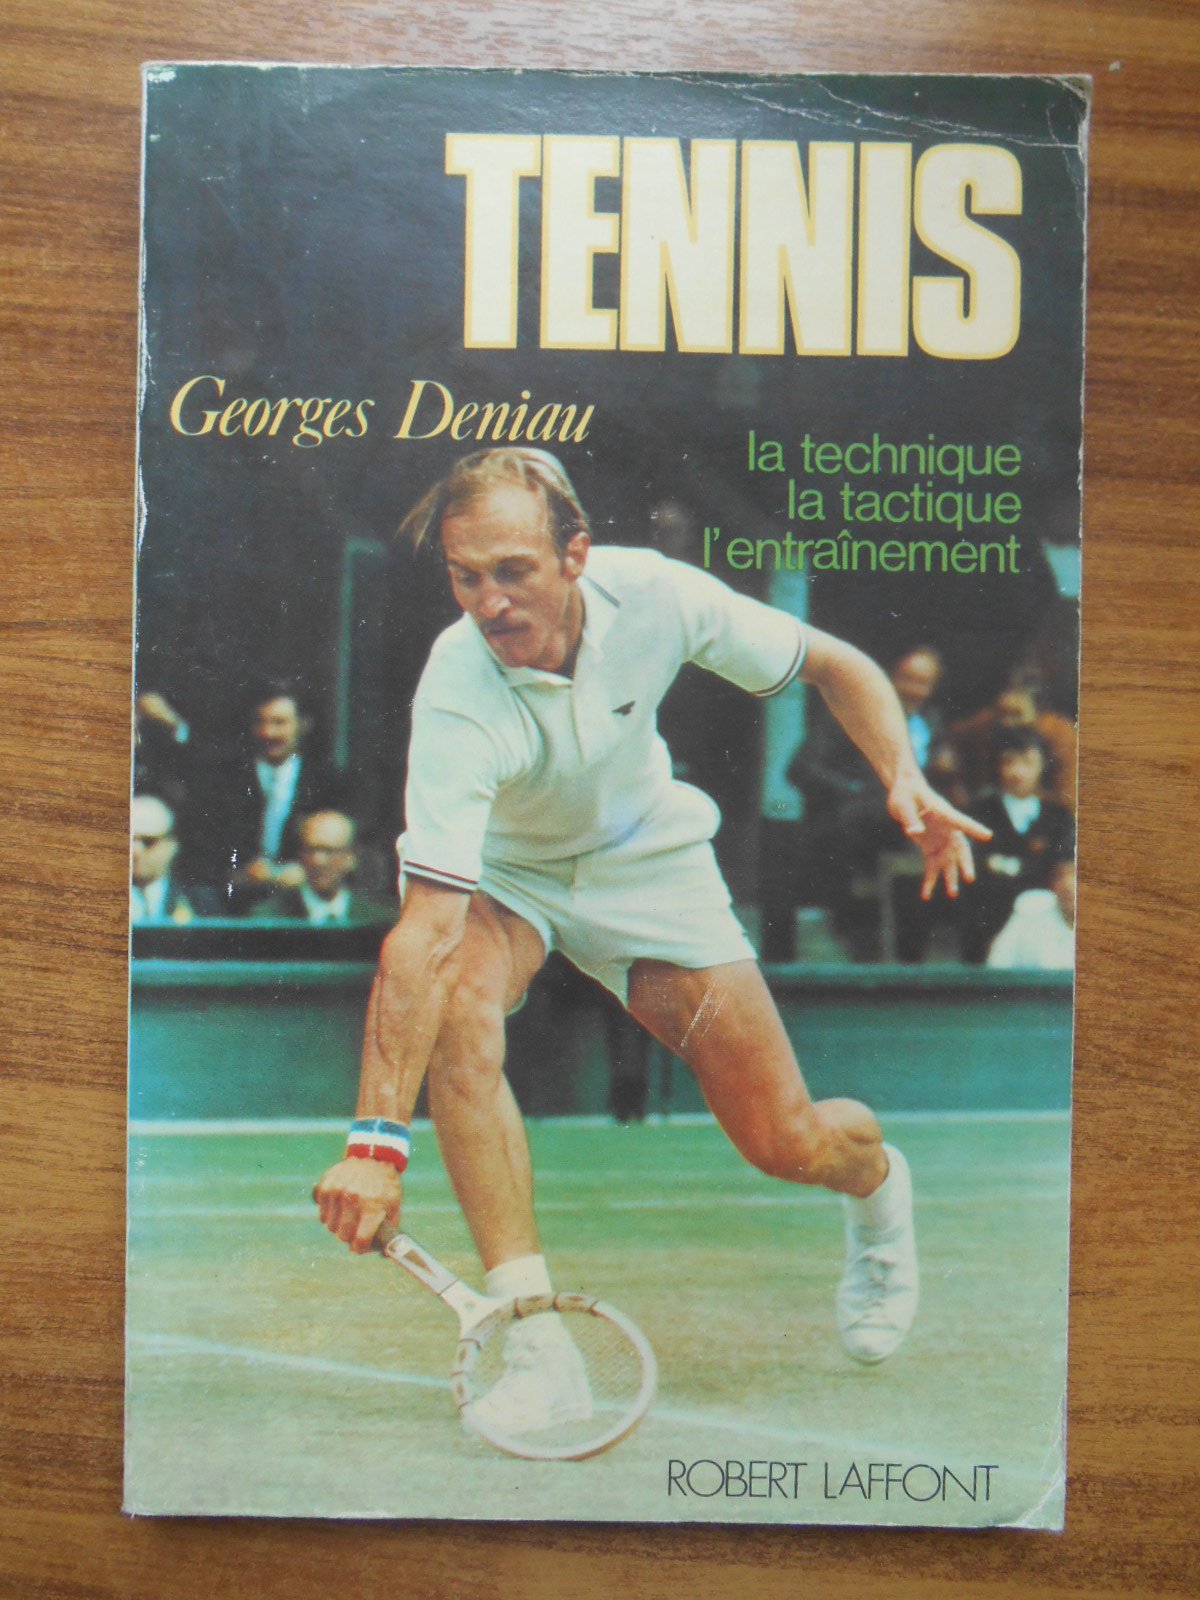 TENNIS
Georges Deniau
la technique
la tactique
l'entraînement
ROBERT LAFFONT